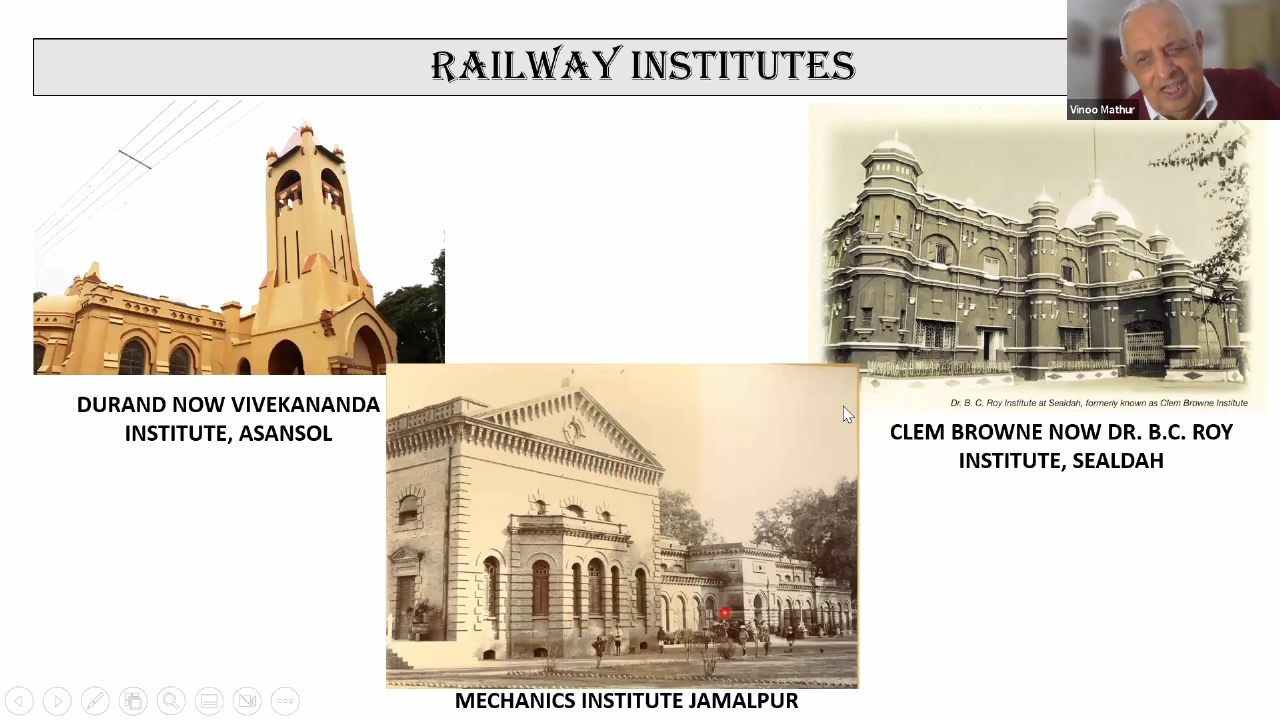 RAILWAY INSTITUTES
Vinoo Mathur
DURAND NOW VIVEKANANDA
INSTITUTE, ASANSOL
Dr. B. C. Roy Institute at Sealdah, formerly known as Clem Browne Institute
CLEM BROWNE NOW DR. B.C. ROY
INSTITUTE, SEALDAH
MECHANICS INSTITUTE JAMALPUR